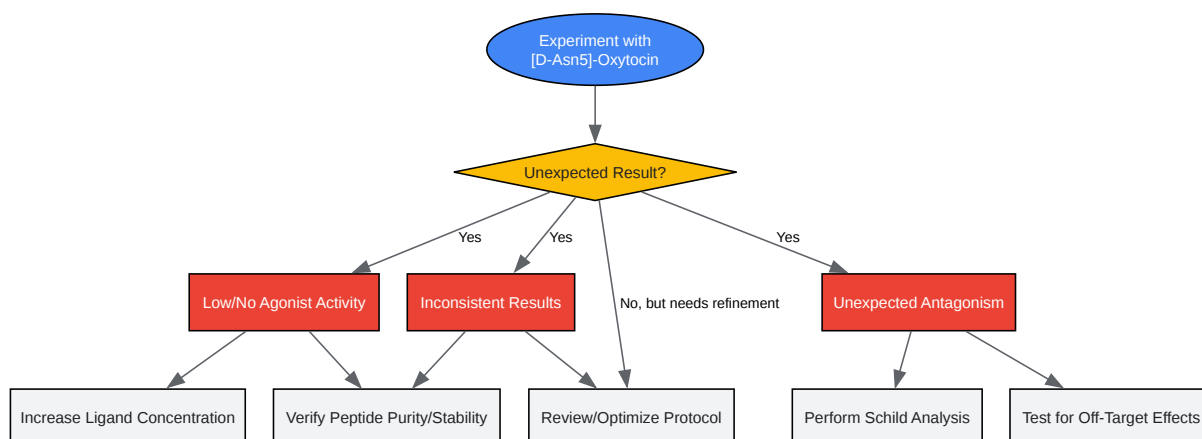 Experiment with
[D-Asn5]-Oxytocin
Unexpected Result?
Yes
Yes
Yes
No, but needs refinement
Low/No Agonist Activity
Inconsistent Results
Unexpected Antagonism
Increase Ligand Concentration
Verify Peptide Purity/Stability
Review/Optimize Protocol
Perform Schild Analysis
Test for Off-Target Effects